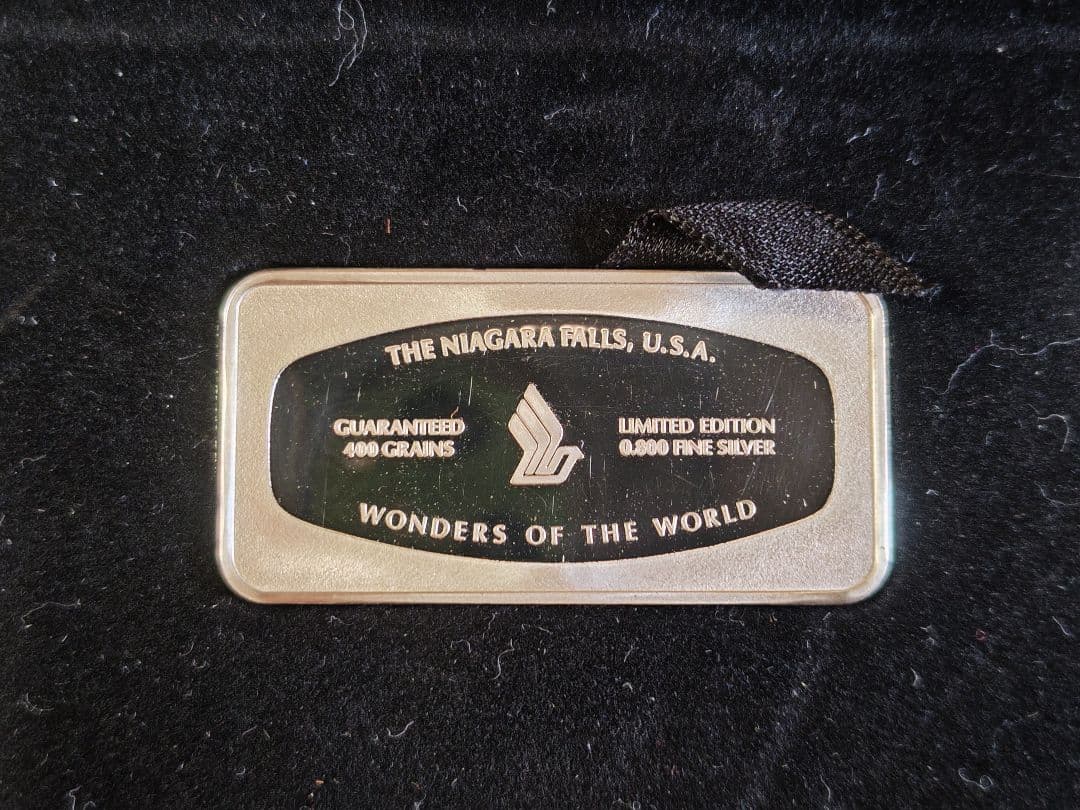 THE NIAGARA FALLS, U.S.A.
GUARANTEED
400 GRAINS
LIMITED EDITION
0.800 FINE SILVER
WONDERS OF THE WORLD